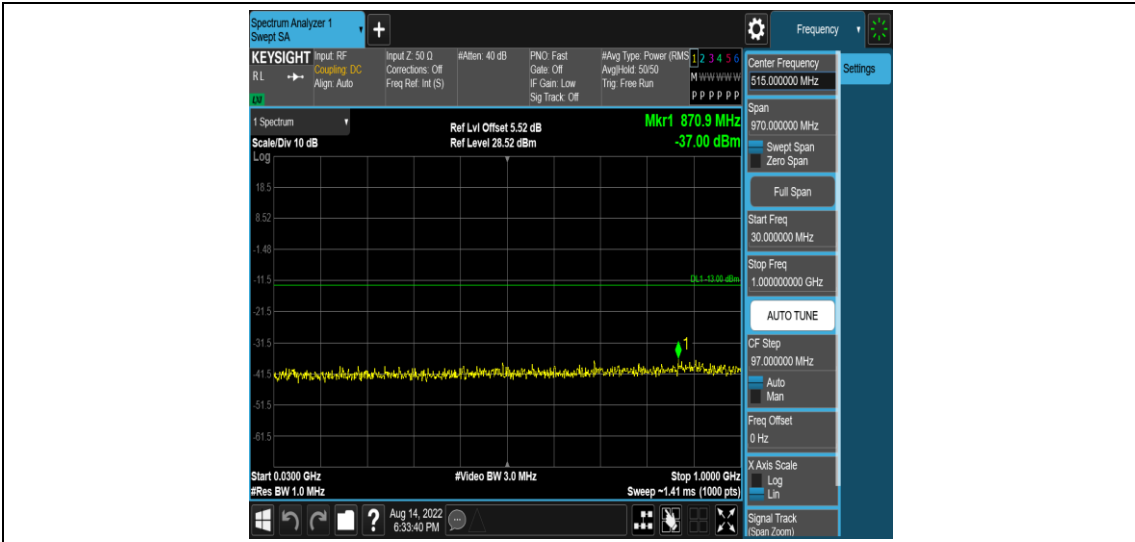 Spectrum Analyzer 1
Swept SA
Frequency
KEYSIGHT
RL
LXI
Input: RF
Coupling: DC
Align: Auto
Input Z: 50 Ω
Corrections: Off
Freq Ref: Int (S)
#Atten: 40 dB
PNO: Fast
Gate: Off
IF Gain: Low
Sig Track: Off
#Avg Type: Power (RMS
Avg|Hold: 50/50
Trig: Free Run
1 2 3 4 5 6
M W W W W W
P P P P P P
1 Spectrum
Scale/Div 10 dB
Log
Ref Lvl Offset 5.52 dB
Ref Level 28.52 dBm
Mkr1 870.9 MHz
-37.00 dBm
18.5
8.52
-1.48
-11.5
DL1 -13.00 dBm
-21.5
-31.5
1
-41.5
-51.5
-61.5
Start 0.0300 GHz
#Video BW 3.0 MHz
Stop 1.0000 GHz
#Res BW 1.0 MHz
Sweep ~1.41 ms (1000 pts)
Aug 14, 2022
6:33:40 PM
Center Frequency
515.000000 MHz
Settings
Span
970.000000 MHz
Swept Span
Zero Span
Full Span
Start Freq
30.000000 MHz
Stop Freq
1.000000000 GHz
AUTO TUNE
CF Step
97.000000 MHz
Auto
Man
Freq Offset
0 Hz
X Axis Scale
Log
Lin
Signal Track
(Span Zoom)